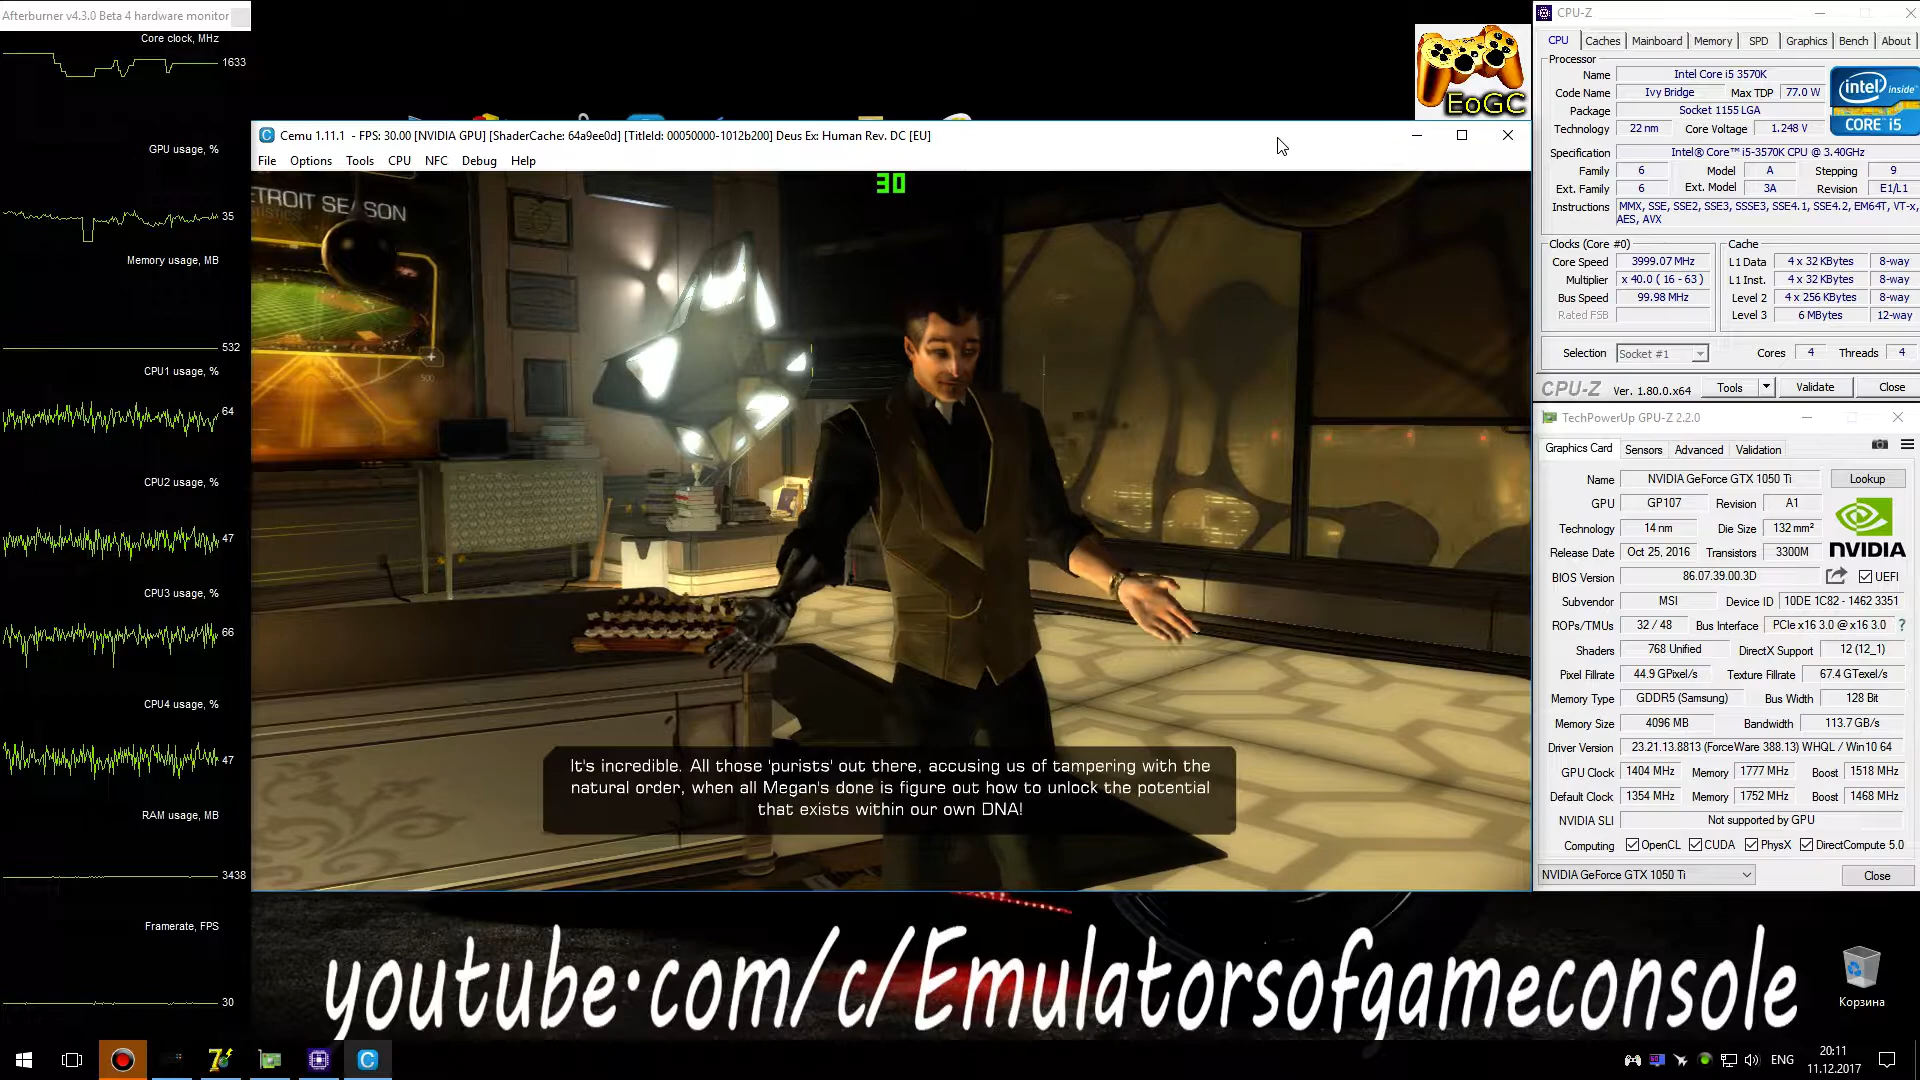 Afterburner v4.3.0 Beta 4 hardware monitor
Core clock, MHz
1633
GPU usage, %
35
Memory usage, MB
532
CPU1 usage, %
64
CPU2 usage, %
47
CPU3 usage, %
66
CPU4 usage, %
47
RAM usage, MB
3438
Framerate, FPS
30
EoGC
Cemu 1.11.1 - FPS: 30.00 [NVIDIA GPU] [ShaderCache: 64a9ee0d] [TitleId: 00050000-1012b200] Deus Ex: Human Rev. DC [EU]
File Options Tools CPU NFC Debug Help
30
ETROIT SEASON
500
It's incredible. All those 'purists' out there, accusing us of tampering with the
natural order, when all Megan's done is figure out how to unlock the potential
that exists within our own DNA!
CPU-Z
CPU Caches Mainboard Memory SPD Graphics Bench About
Processor
Name Intel Core i5 3570K
Code Name Ivy Bridge Max TDP 77.0 W
Package Socket 1155 LGA
Technology 22 nm Core Voltage 1.248 V
intel inside
CORE i5
Specification Intel® Core™ i5-3570K CPU @ 3.40GHz
Family 6 Model A Stepping 9
Ext. Family 6 Ext. Model 3A Revision E1/L1
Instructions MMX, SSE, SSE2, SSE3, SSSE3, SSE4.1, SSE4.2, EM64T, VT-x,
AES, AVX
Clocks (Core #0) Cache
Core Speed 3999.07 MHz L1 Data 4 x 32 KBytes 8-way
Multiplier x 40.0 ( 16 - 63 ) L1 Inst. 4 x 32 KBytes 8-way
Bus Speed 99.98 MHz Level 2 4 x 256 KBytes 8-way
Rated FSB Level 3 6 MBytes 12-way
Selection Socket #1 Cores 4 Threads 4
CPU-Z Ver. 1.80.0.x64 Tools Validate Close
TechPowerUp GPU-Z 2.2.0
Graphics Card Sensors Advanced Validation
Name NVIDIA GeForce GTX 1050 Ti Lookup
GPU GP107 Revision A1
Technology 14 nm Die Size 132 mm²
Release Date Oct 25, 2016 Transistors 3300M
NVIDIA
BIOS Version 86.07.39.00.3D UEFI
Subvendor MSI Device ID 10DE 1C82 - 1462 3351
ROPs/TMUs 32 / 48 Bus Interface PCIe x16 3.0 @ x16 3.0 ?
Shaders 768 Unified DirectX Support 12 (12_1)
Pixel Fillrate 44.9 GPixel/s Texture Fillrate 67.4 GTexel/s
Memory Type GDDR5 (Samsung) Bus Width 128 Bit
Memory Size 4096 MB Bandwidth 113.7 GB/s
Driver Version 23.21.13.8813 (ForceWare 388.13) WHQL / Win10 64
GPU Clock 1404 MHz Memory 1777 MHz Boost 1518 MHz
Default Clock 1354 MHz Memory 1752 MHz Boost 1468 MHz
NVIDIA SLI Not supported by GPU
Computing OpenCL CUDA PhysX DirectCompute 5.0
NVIDIA GeForce GTX 1050 Ti Close
youtube.com/c/Emulatorsofgameconsole
Корзина
ENG
20:11
11.12.2017